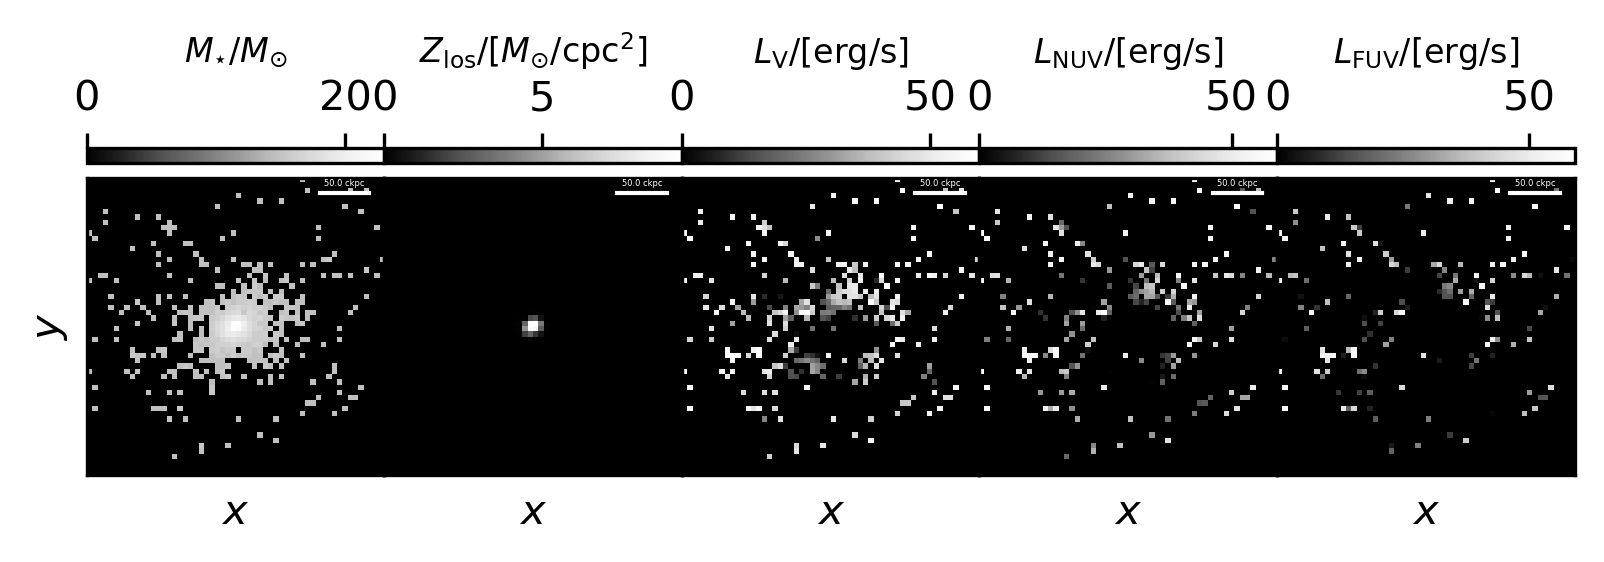 M⋆/M⊙ Z_los/[M⊙/cpc²] L_V/[erg/s] L_NUV/[erg/s] L_FUV/[erg/s]
0 200 5 0 50 0 50 0 50
50.0 ckpc 50.0 ckpc 50.0 ckpc 50.0 ckpc 50.0 ckpc
y
x x x x x